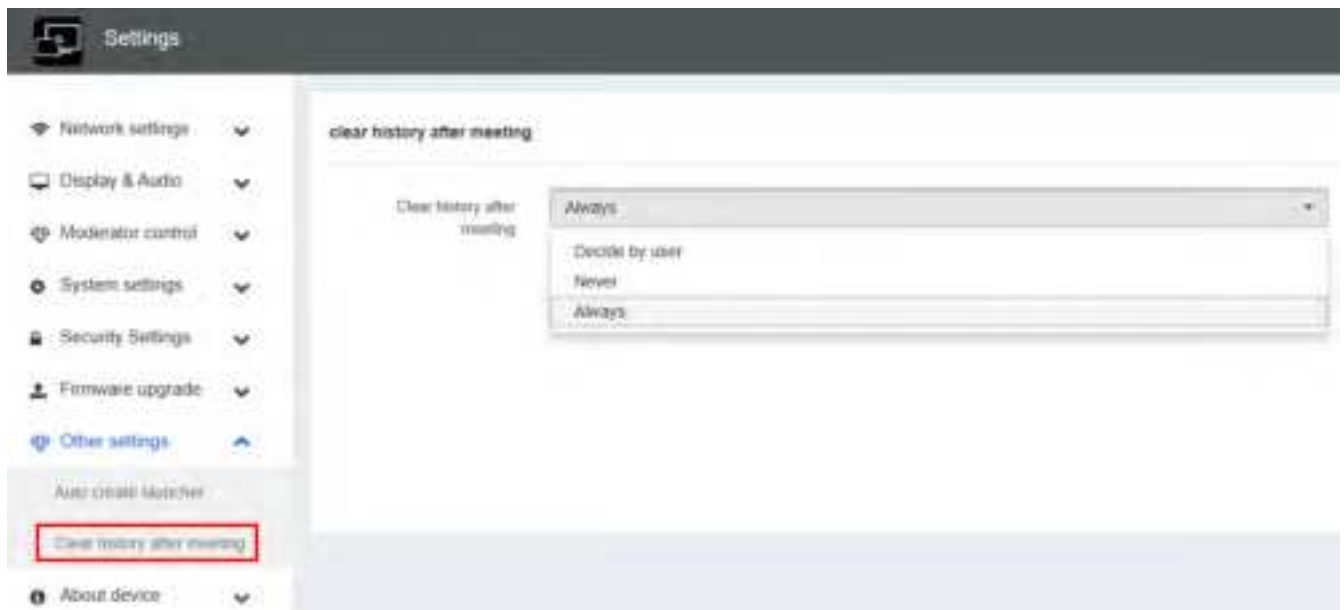 Settings
Network settings
Display & Audio
Moderator control
System settings
Security Settings
Firmware upgrade
Other settings
Auto create launcher
Clear history after meeting
About device
clear history after meeting
Clear history after
meeting
Always
Decide by user
Never
Always